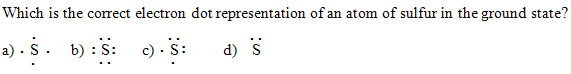 Which is the correct electron dot representation of an atom of sulfur in the ground state?
a) · Ṩ · b) : S̤̈ : c) · Ṣ̈ : d) S̈